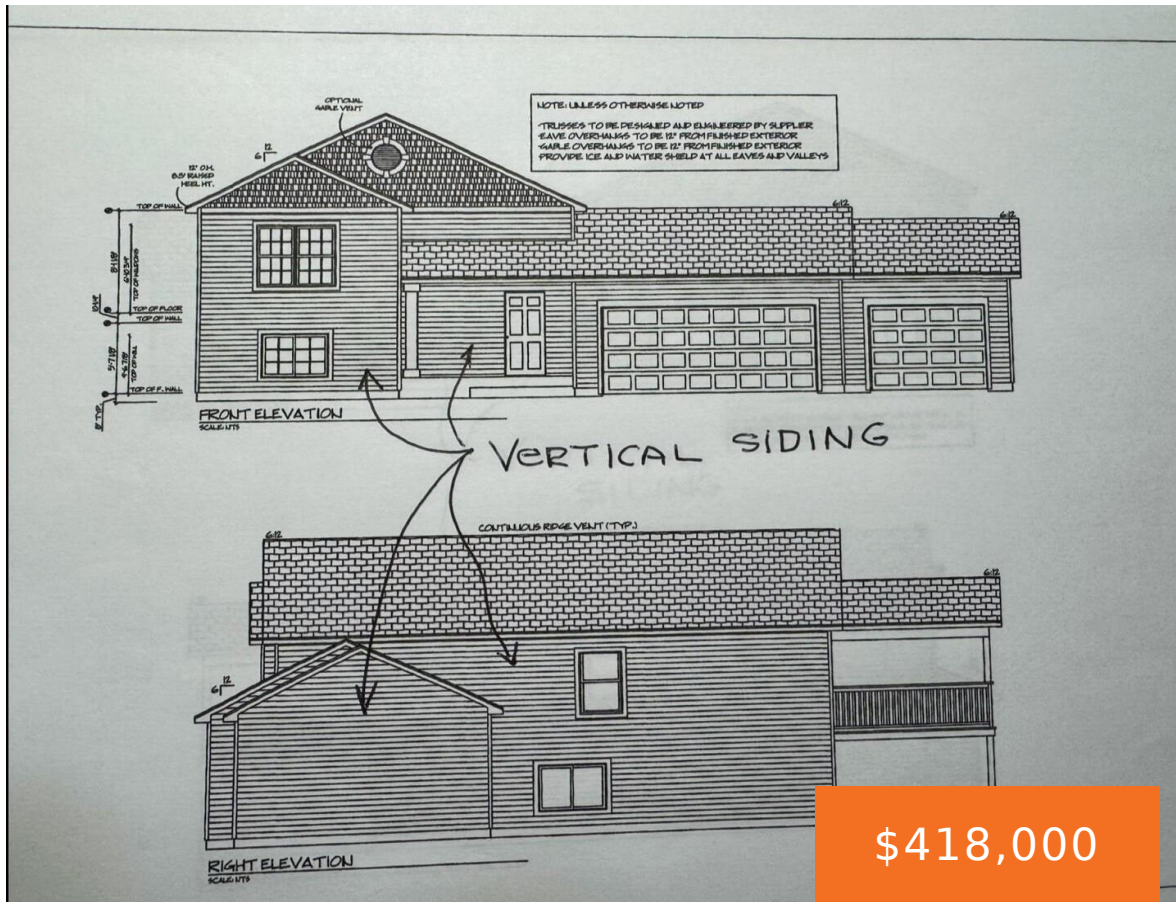 OPTIONAL
GABLE VENT
NOTE: UNLESS OTHERWISE NOTED
-TRUSSES TO BE DESIGNED AND ENGINEERED BY SUPPLIER
-EAVE OVERHANGS TO BE 12" FROM FINISHED EXTERIOR
-GABLE OVERHANGS TO BE 12" FROM FINISHED EXTERIOR
-PROVIDE ICE AND WATER SHIELD AT ALL EAVES AND VALLEYS
12
6
12" O.H.
RAISED
HEEL HT.
TOP OF WALL
6:12
6:12
TOP OF FLOOR
TOP OF WALL
TOP OF F. WALL
8" TYP.
FRONT ELEVATION
SCALE: NTS
VERTICAL SIDING
CONTINUOUS RIDGE VENT (TYP.)
6:12
6:12
12
6
RIGHT ELEVATION
SCALE: NTS
$418,000